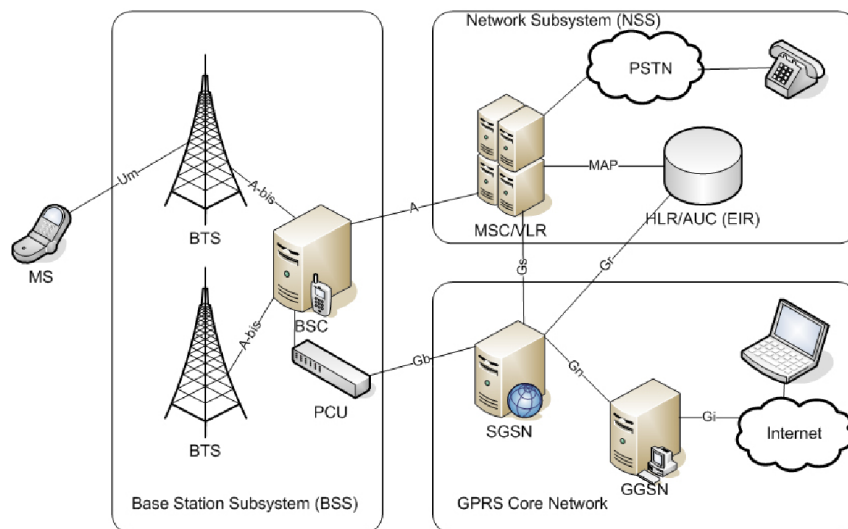 Network Subsystem (NSS)
PSTN
Um
A-bis
MAP
BTS
A
MSC/VLR
HLR/AUC (EIR)
MS
Gs
Gr
A-bis
BSC
Gb
Gn
PCU
SGSN
Gi
Internet
BTS
GGSN
Base Station Subsystem (BSS)
GPRS Core Network